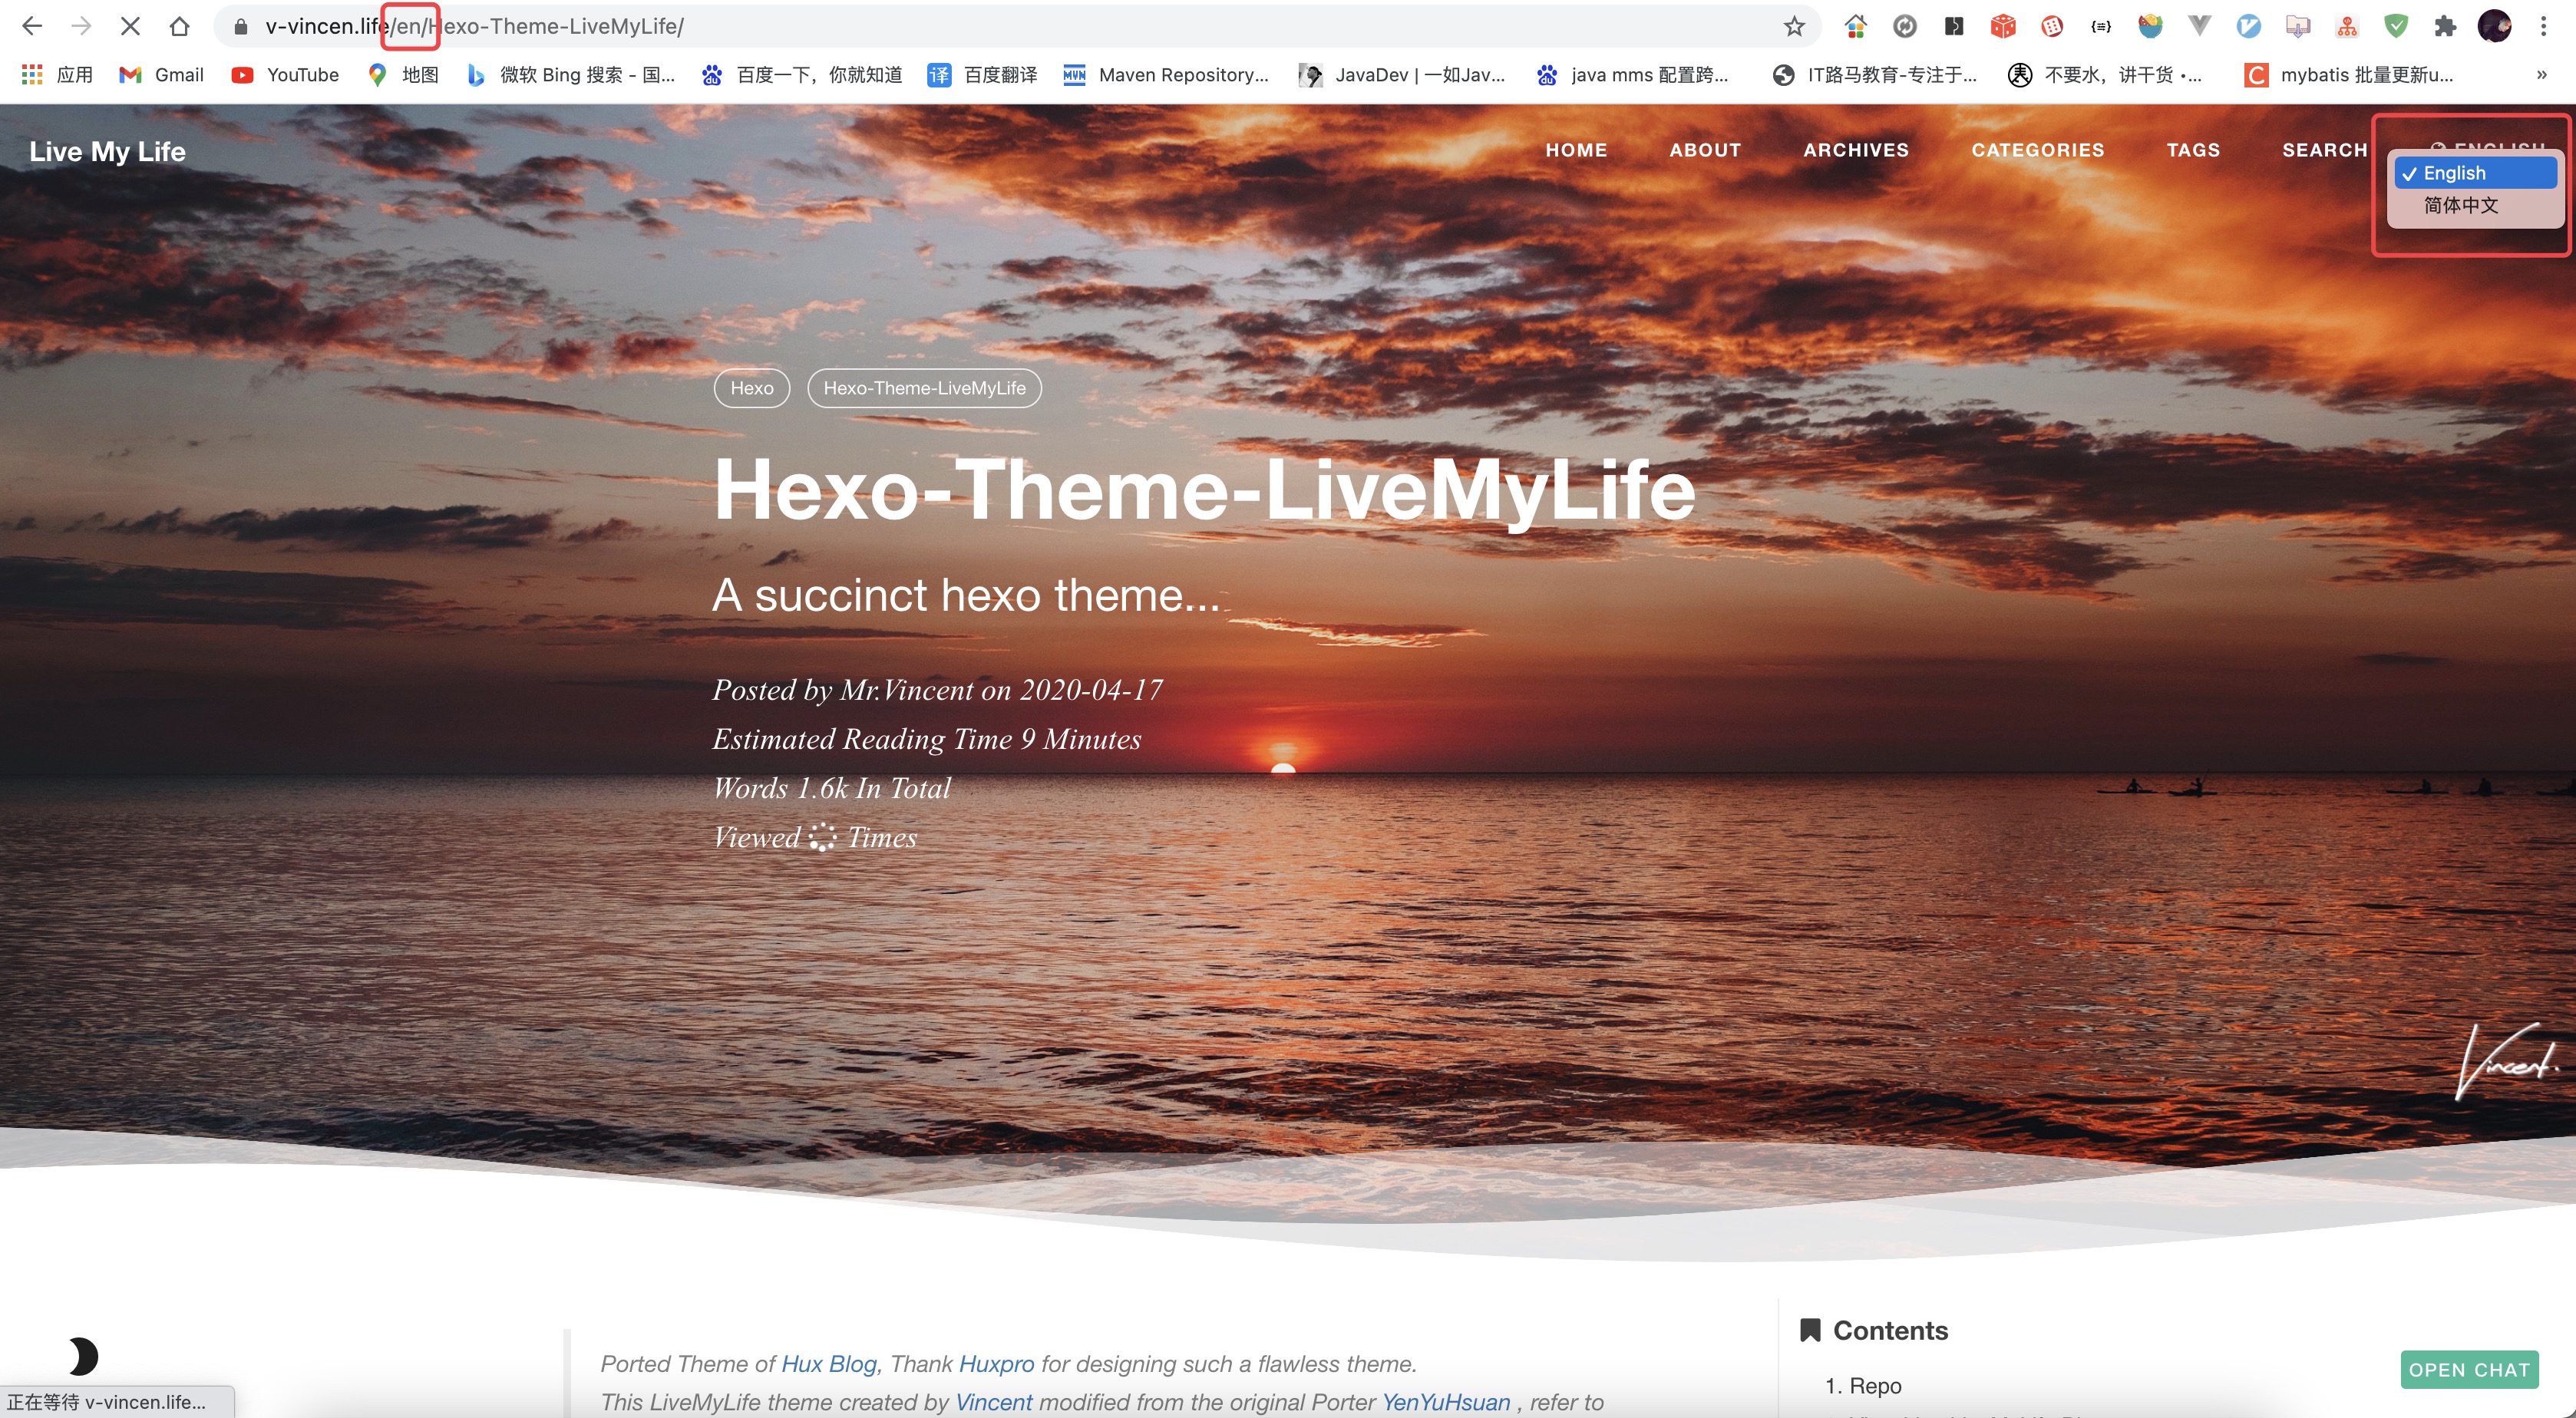 v-vincen.life/en/Hexo-Theme-LiveMyLife/
应用 Gmail YouTube 地图 微软 Bing 搜索 - 国... 百度一下，你就知道 译 百度翻译 MVN Maven Repository... JavaDev | 一如Jav... java mms 配置跨... IT路马教育-专注于... 不要水，讲干货 •... C mybatis 批量更新u... »
Live My Life
HOME ABOUT ARCHIVES CATEGORIES TAGS SEARCH ENGLISH
✓ English
简体中文
Hexo Hexo-Theme-LiveMyLife
Hexo-Theme-LiveMyLife
A succinct hexo theme...
Posted by Mr.Vincent on 2020-04-17
Estimated Reading Time 9 Minutes
Words 1.6k In Total
Viewed Times
Vincent.
Contents
1. Repo
Ported Theme of Hux Blog, Thank Huxpro for designing such a flawless theme.
This LiveMyLife theme created by Vincent modified from the original Porter YenYuHsuan , refer to
OPEN CHAT
正在等待 v-vincen.life...